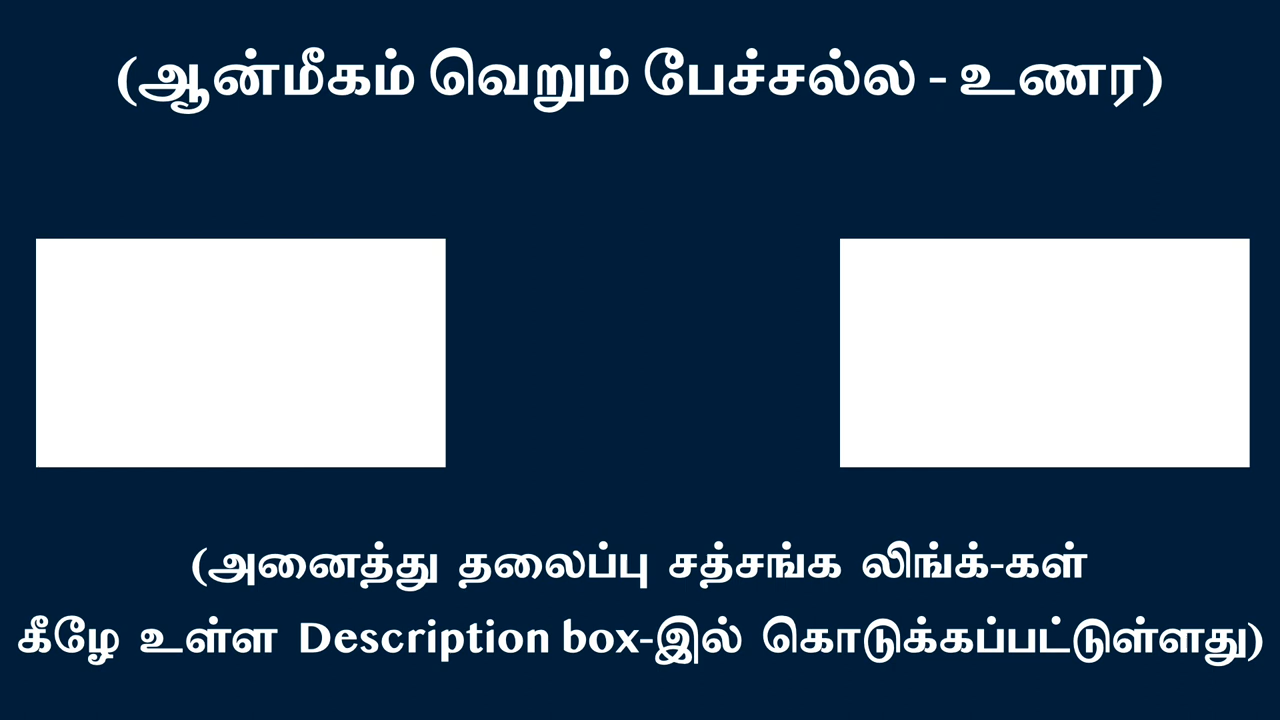 (ஆன்மீகம் வெறும் பேச்சல்ல - உணர)
(அனைத்து தலைப்பு சத்சங்க லிங்க்-கள்
கீழே உள்ள Description box-இல் கொடுக்கப்பட்டுள்ளது)